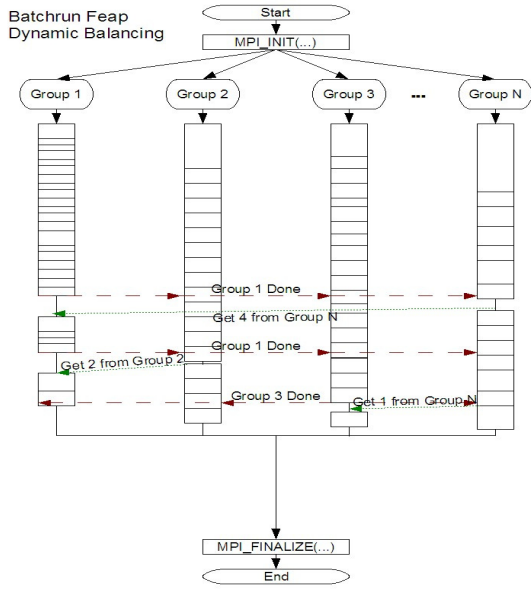 Batchrun Feap
Dynamic Balancing
Start
MPI_INIT(...)
Group 1
Group 2
Group 3
...
Group N
Group 1 Done
Get 4 from Group N
Group 1 Done
Get 2 from Group 2
Group 3 Done
Get 1 from Group N
MPI_FINALIZE(...)
End